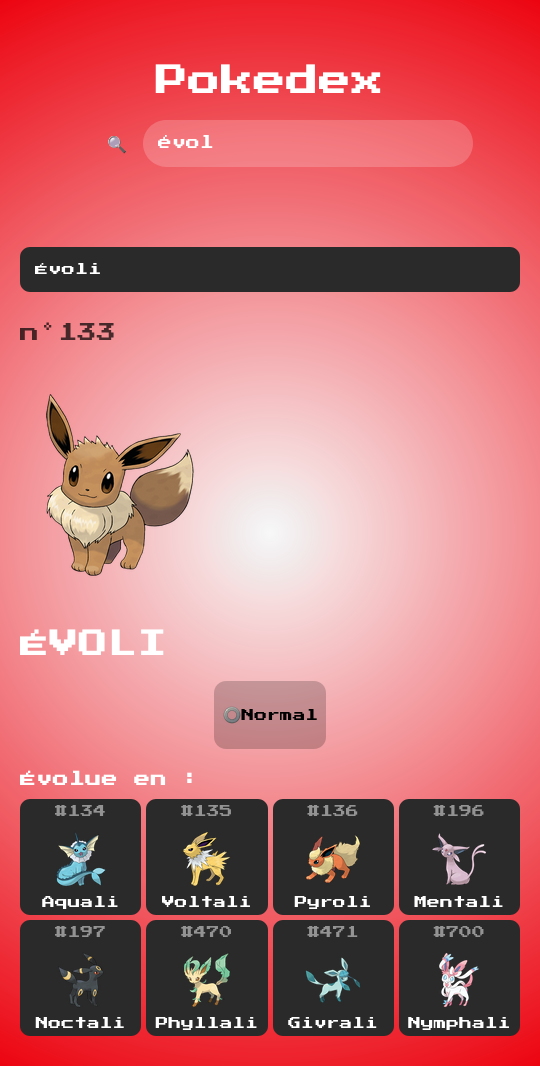 Pokedex
évol
Évoli
n°133
ÉVOLI
Normal
Évolue en :
#134 #135 #136 #196
Aquali Voltali Pyroli Mentali
#197 #470 #471 #700
Noctali Phyllali Givrali Nymphali